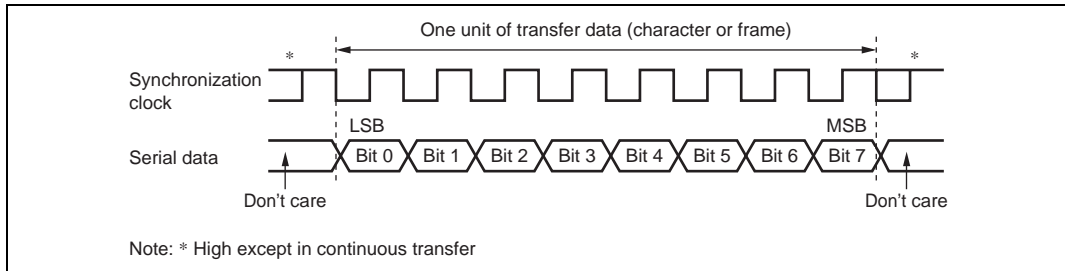 One unit of transfer data (character or frame)
* *
Synchronization
clock
LSB MSB
Serial data Bit 0 Bit 1 Bit 2 Bit 3 Bit 4 Bit 5 Bit 6 Bit 7
Don't care Don't care
Note: * High except in continuous transfer